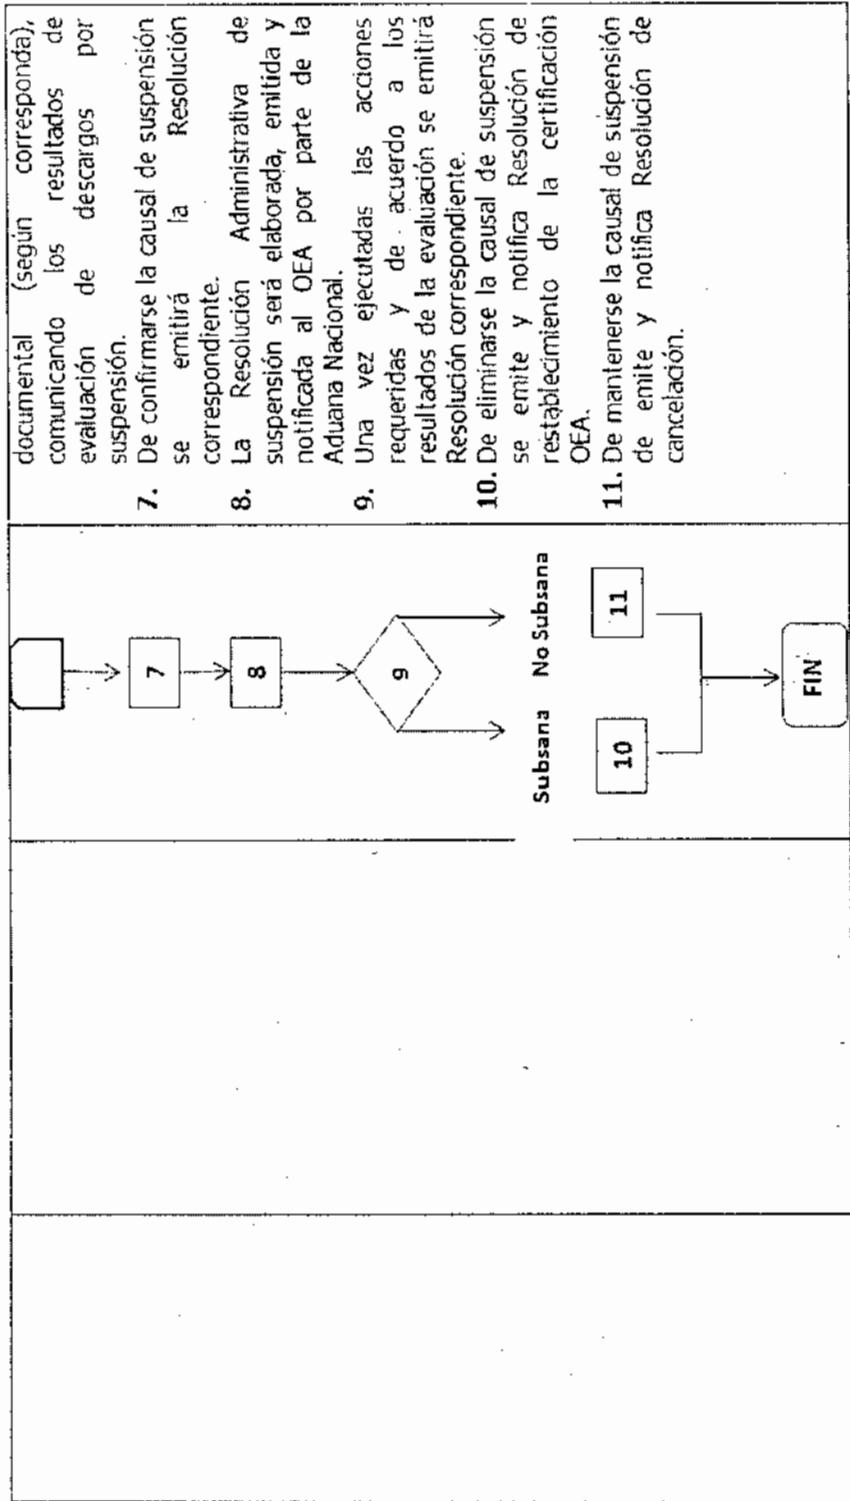 7
8
9
Subsana No Subsana
10 11
FIN
documental (según corresponda),
comunicando los resultados de
evaluación de descargos por
suspensión.
7. De confirmarse la causal de suspensión
se emitirá la Resolución
correspondiente.
8. La Resolución Administrativa de
suspensión será elaborada, emitida y
notificada al OEA por parte de la
Aduana Nacional.
9. Una vez ejecutadas las acciones
requeridas y de acuerdo a los
resultados de la evaluación se emitirá
Resolución correspondiente.
10. De eliminarse la causal de suspensión
se emite y notifica Resolución de
restablecimiento de la certificación
OEA.
11. De mantenerse la causal de suspensión
de emite y notifica Resolución de
cancelación.